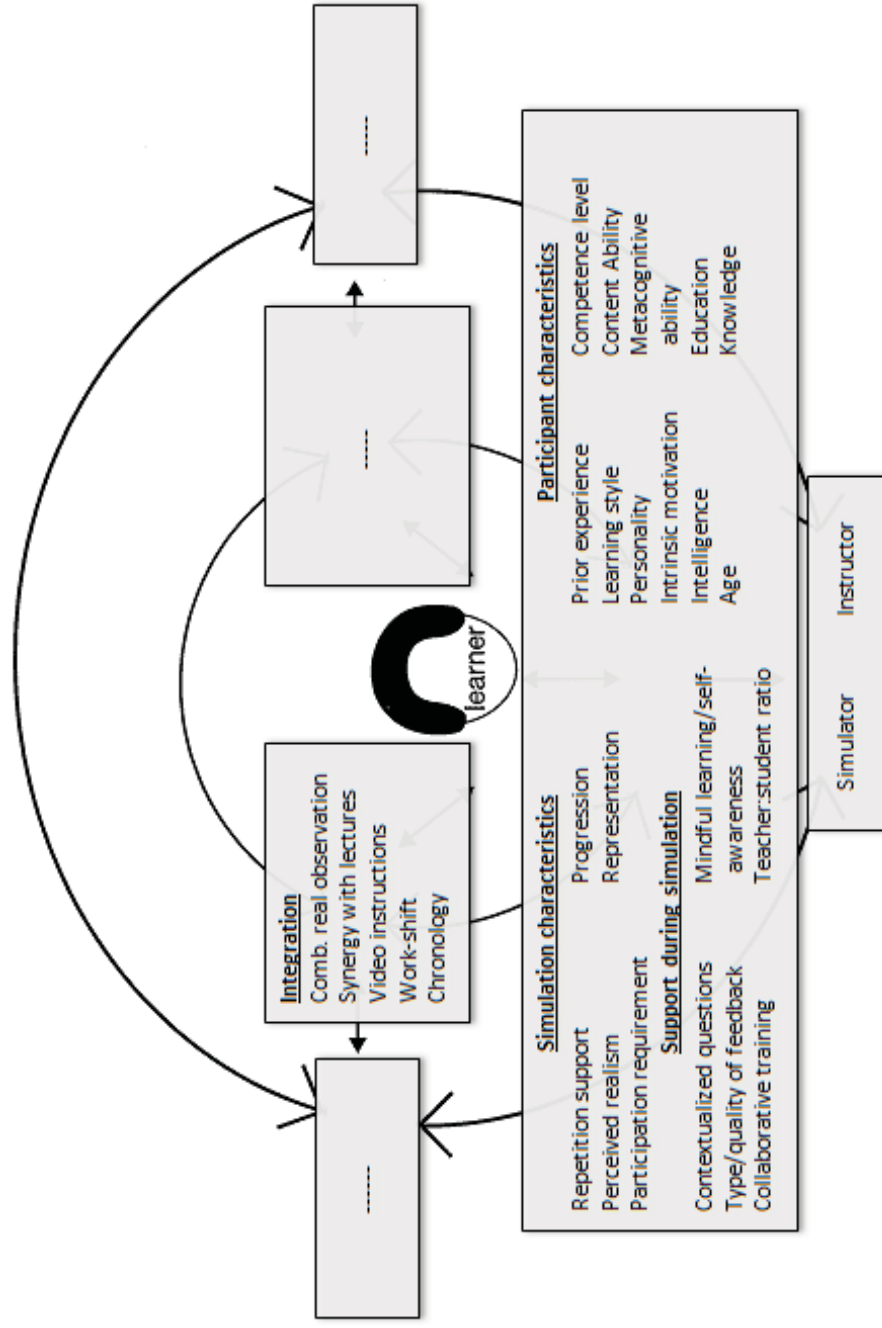 ------
------
-------
Integration
Comb. real observation
Synergy with lectures
Video instructions
Work-shift
Chronology
learner
Simulation characteristics
Repetition support
Perceived realism
Participation requirement
Progression
Representation
Support during simulation
Contextualized questions
Type/quality of feedback
Collaborative training
Mindful learning/self-
awareness
Teacher:student ratio
Participant characteristics
Prior experience
Learning style
Personality
Intrinsic motivation
Intelligence
Age
Competence level
Content Ability
Metacognitive
ability
Education
Knowledge
Simulator
Instructor